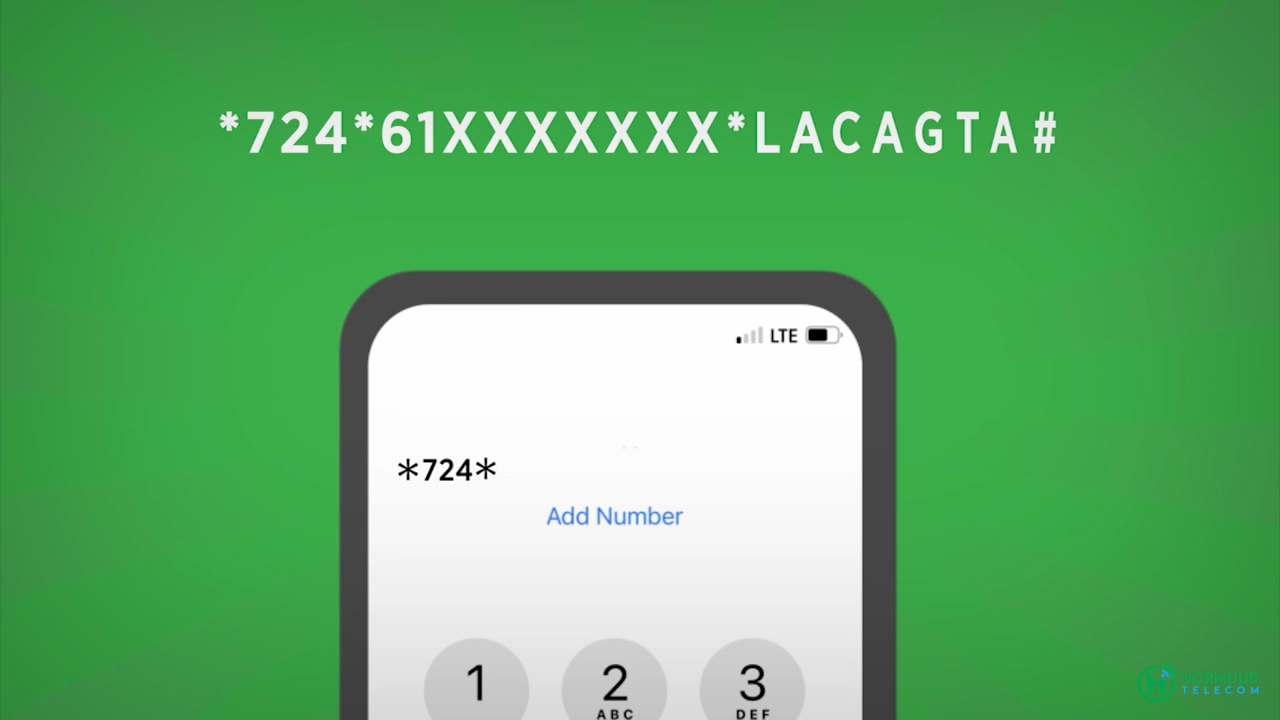 *724*61XXXXXXX*LACAGTA#
LTE
*724*
Add Number
1 2 3
ABC DEF
HORMUUD
TELECOM